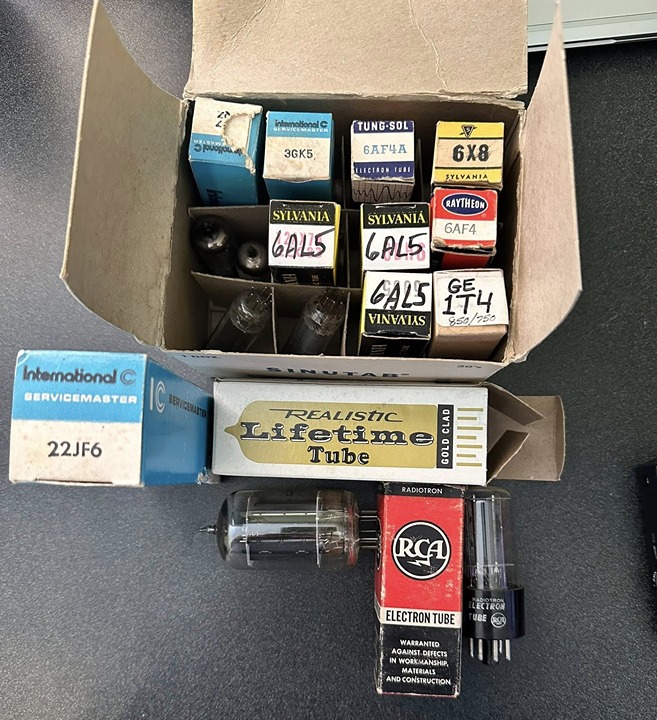 International C
SERVICEMASTER
3GK5
TUNG-SOL
6AF4A
ELECTRON TUBE
6X8
SYLVANIA
SYLVANIA
6AL5
SYLVANIA
6AL5
RAYTHEON
6AF4
6AL5
SYLVANIA
GE
1T4
850/750
SINUTAB®
30's
International C
SERVICEMASTER
22JF6
IC SERVICEMASTER
REALISTIC
Lifetime
Tube
GOLD CLAD
RADIOTRON
RCA
ELECTRON TUBE
WARRANTED
AGAINST DEFECTS
IN WORKMANSHIP,
MATERIALS
AND CONSTRUCTION
RADIOTRON
ELECTRON
TUBE RCA